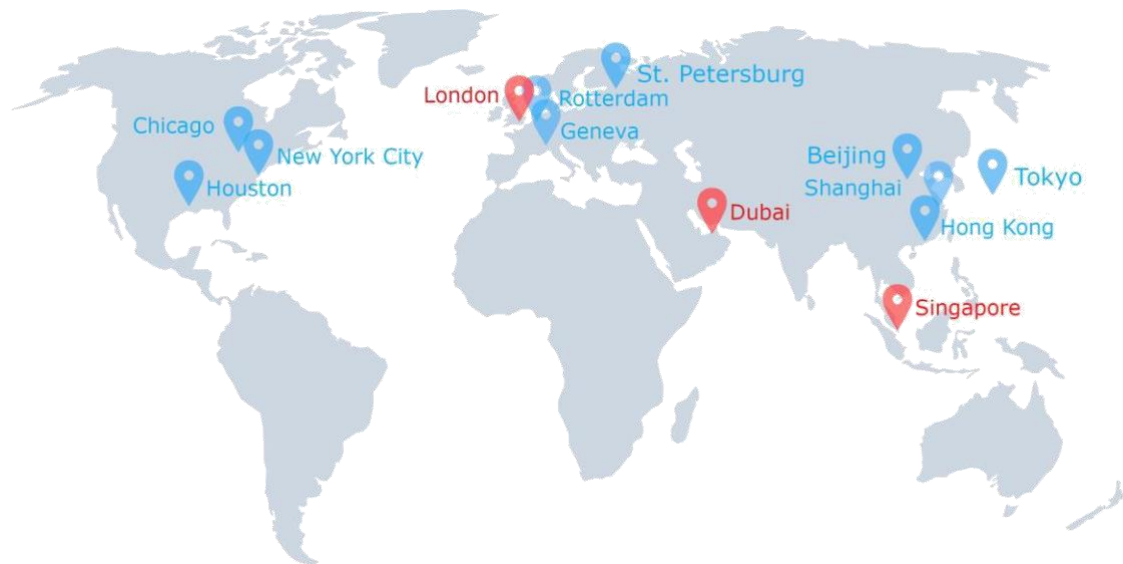 St. Petersburg
London
Rotterdam
Chicago
Geneva
New York City
Beijing
Shanghai
Tokyo
Houston
Dubai
Hong Kong
Singapore